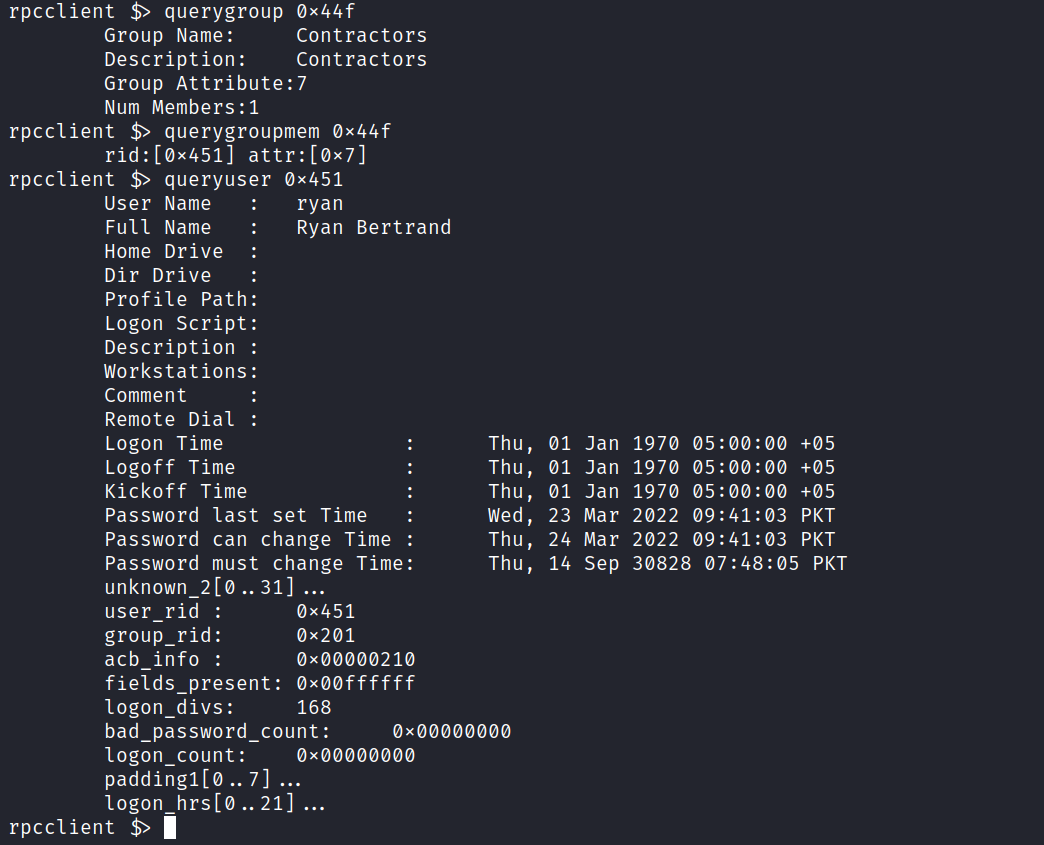 rpcclient $> querygroup 0×44f
Group Name: Contractors
Description: Contractors
Group Attribute:7
Num Members:1
rpcclient $> querygroupmem 0×44f
rid:[0×451] attr:[0×7]
rpcclient $> queryuser 0×451
User Name : ryan
Full Name : Ryan Bertrand
Home Drive :
Dir Drive :
Profile Path:
Logon Script:
Description :
Workstations:
Comment :
Remote Dial :
Logon Time : Thu, 01 Jan 1970 05:00:00 +05
Logoff Time : Thu, 01 Jan 1970 05:00:00 +05
Kickoff Time : Thu, 01 Jan 1970 05:00:00 +05
Password last set Time : Wed, 23 Mar 2022 09:41:03 PKT
Password can change Time : Thu, 24 Mar 2022 09:41:03 PKT
Password must change Time: Thu, 14 Sep 30828 07:48:05 PKT
unknown_2[0..31]...
user_rid : 0×451
group_rid: 0×201
acb_info : 0×00000210
fields_present: 0×00ffffff
logon_divs: 168
bad_password_count: 0×00000000
logon_count: 0×00000000
padding1[0..7]...
logon_hrs[0..21]...
rpcclient $>